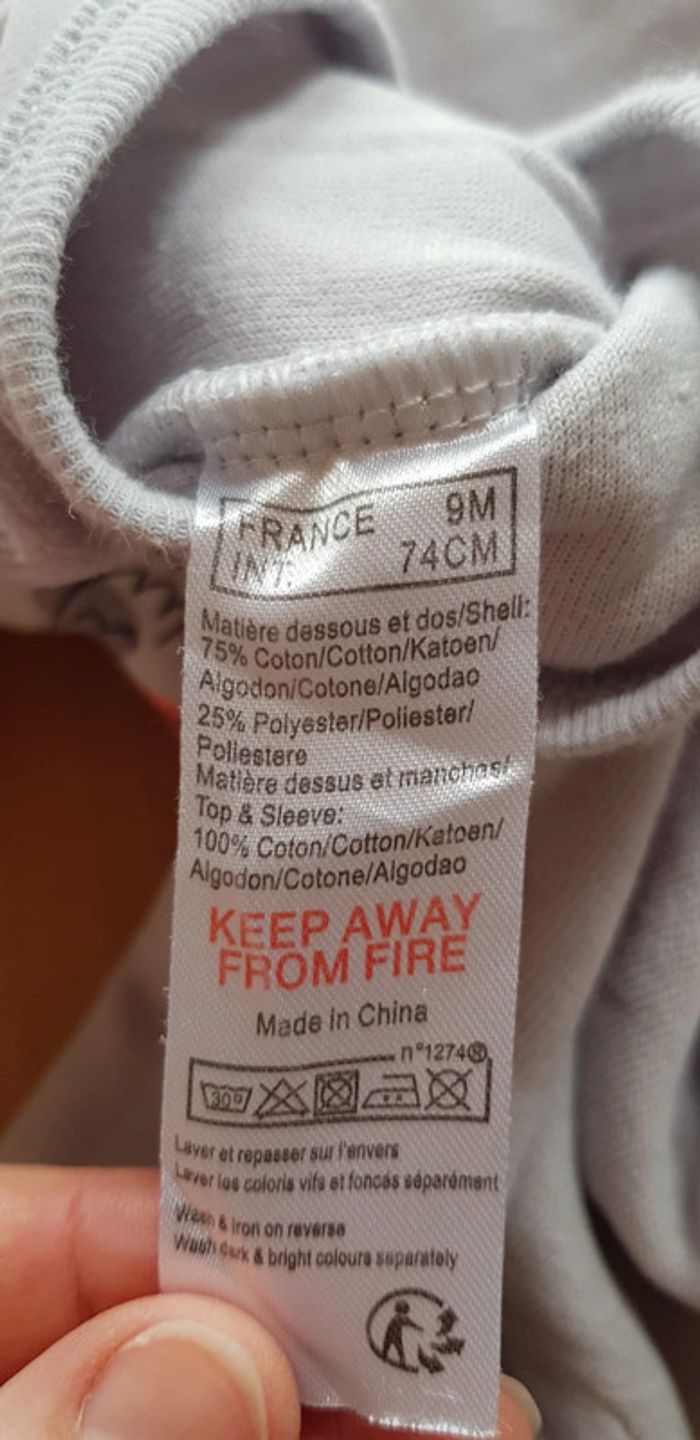 FRANCE 9M
INT: 74CM
Matière dessous et dos/Shell:
75% Coton/Cotton/Katoen/
Algodon/Cotone/Algodao
25% Polyester/Poliester/
Poliestere
Matière dessus et manches/
Top & Sleeve:
100% Coton/Cotton/Katoen/
Algodon/Cotone/Algodao
KEEP AWAY
FROM FIRE
Made in China
n°1274®
30°
Laver et repasser sur l'envers
Laver les coloris vifs et foncés séparément
Wash & iron on reverse
Wash dark & bright colours separately